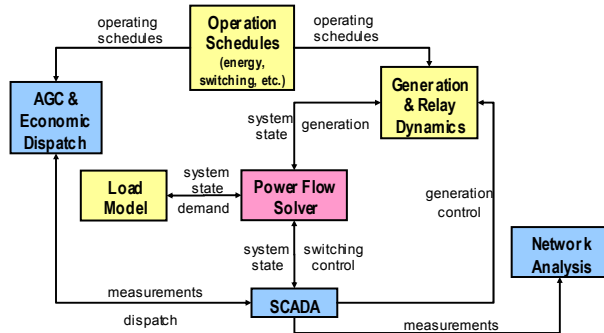 operating
schedules
Operation
Schedules
(energy,
switching, etc.)
operating
schedules
AGC &
Economic
Dispatch
Generation
& Relay
Dynamics
system
state
generation
Load
Model
system
state
demand
Power Flow
Solver
generation
control
system
state
switching
control
Network
Analysis
measurements
dispatch
SCADA
measurements